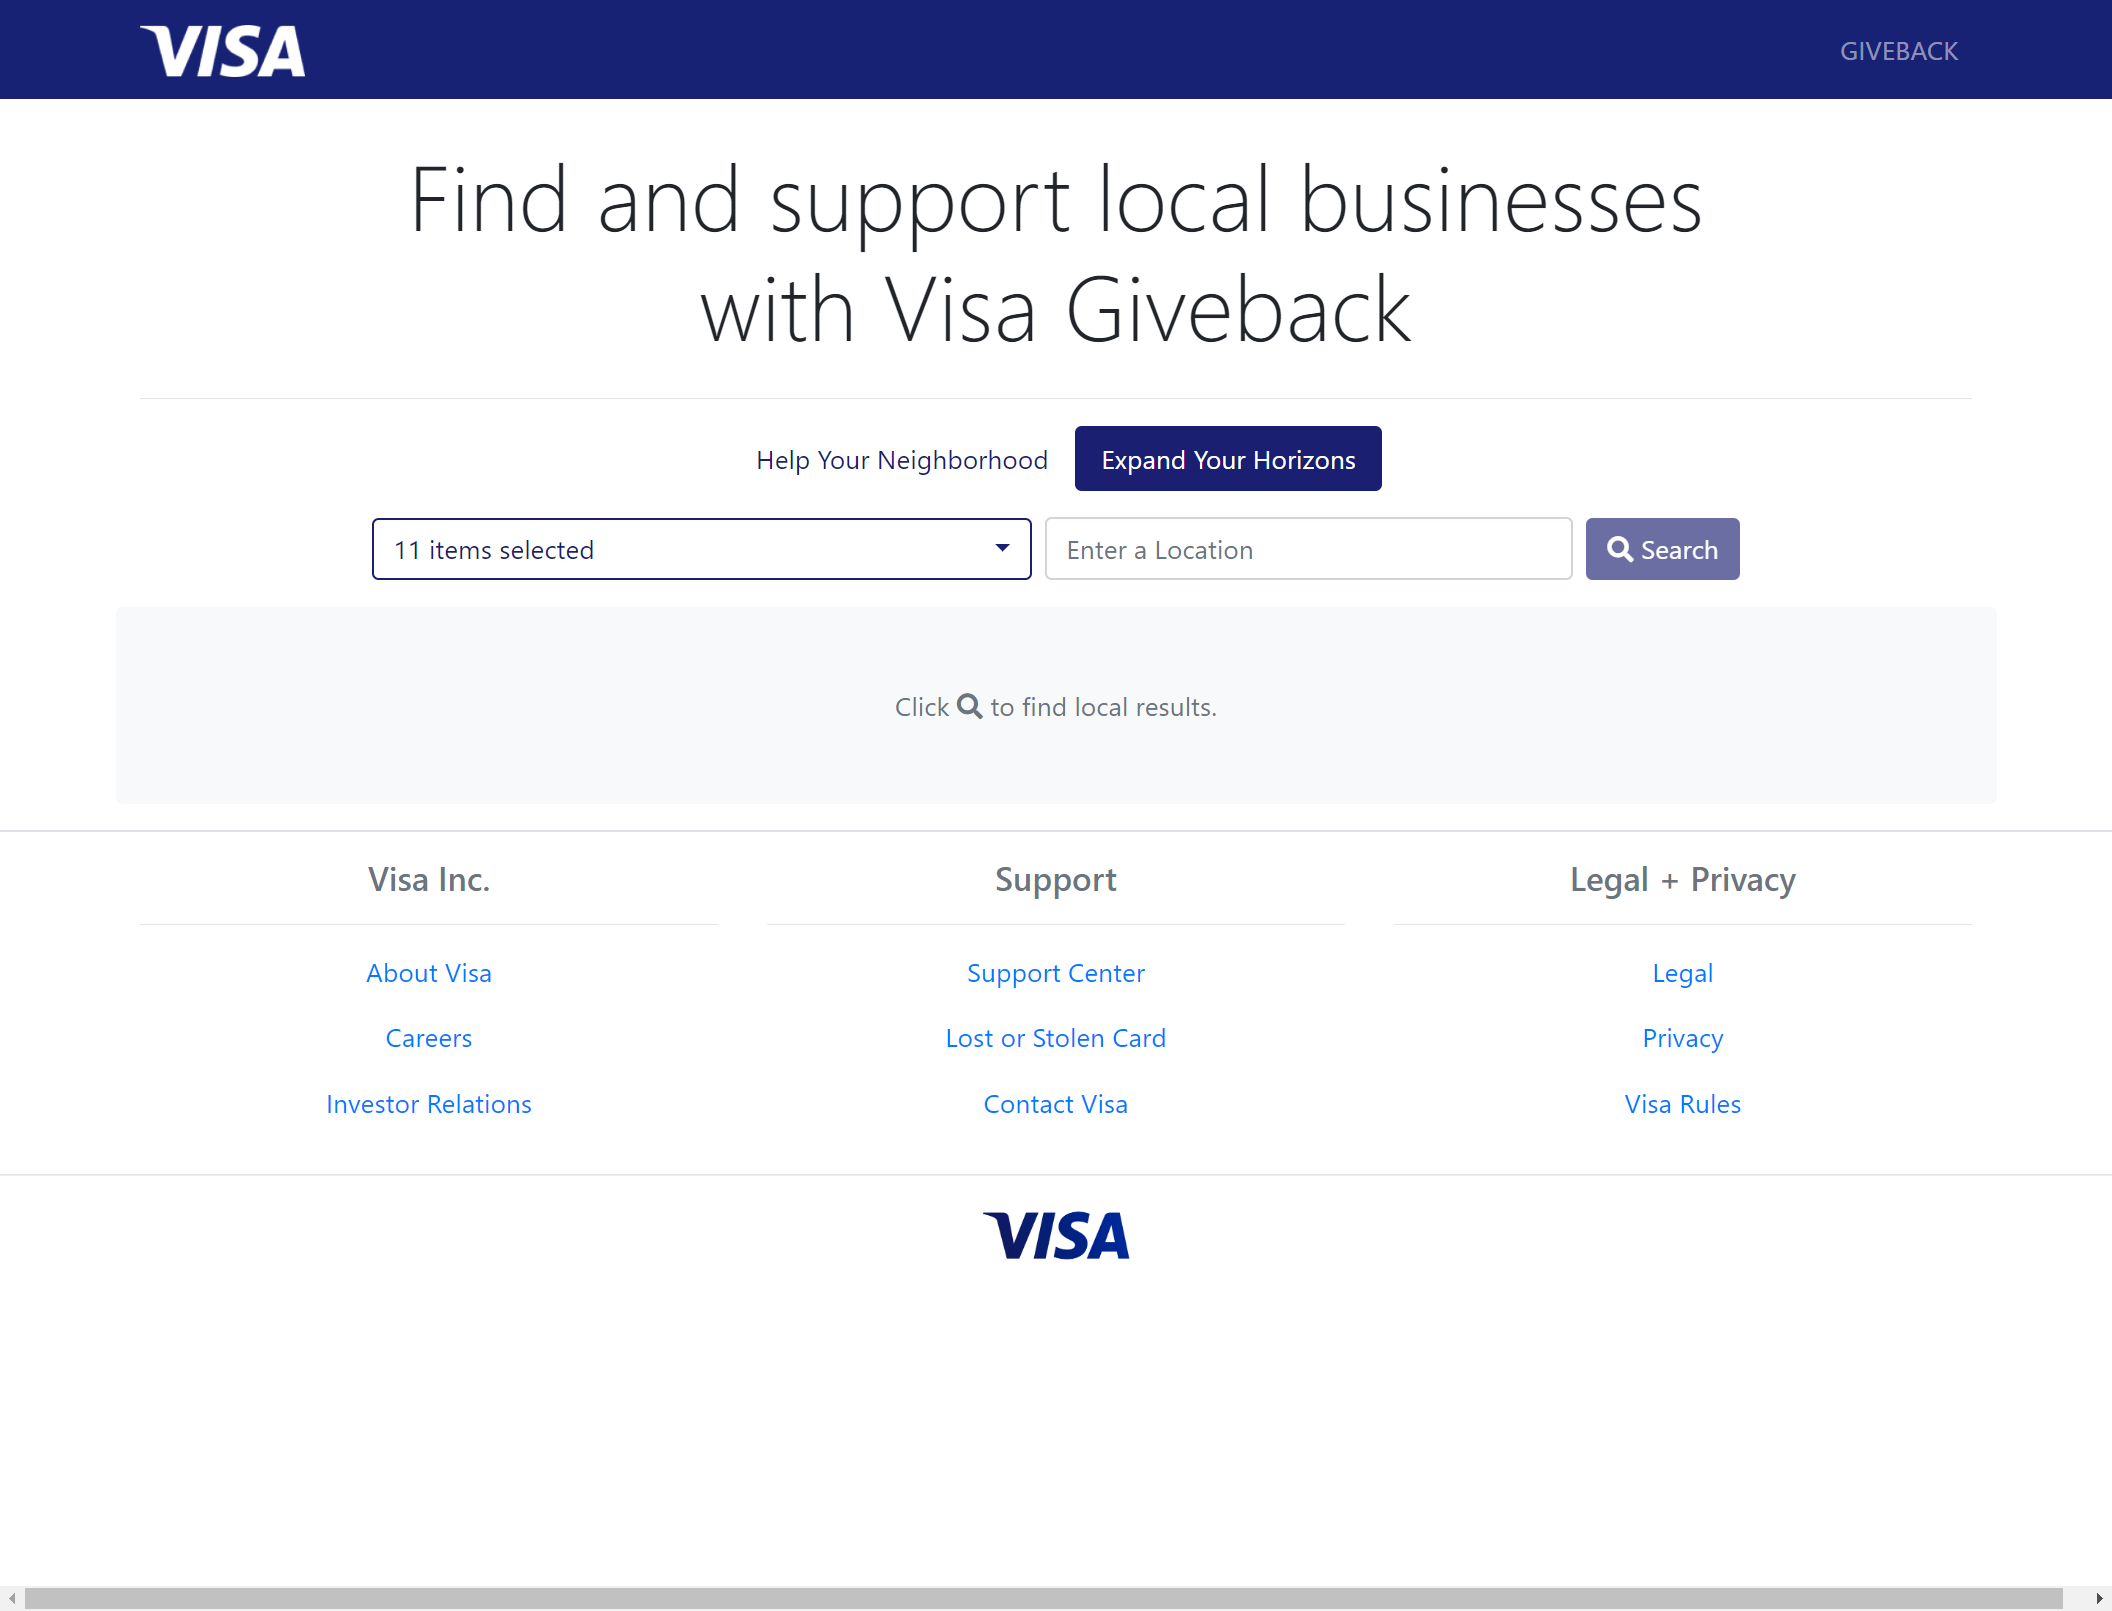 VISA
GIVEBACK
Find and support local businesses
with Visa Giveback
Help Your Neighborhood
Expand Your Horizons
11 items selected
Enter a Location
Search
Click to find local results.
Visa Inc.
Support
Legal + Privacy
About Visa
Support Center
Legal
Careers
Lost or Stolen Card
Privacy
Investor Relations
Contact Visa
Visa Rules
VISA